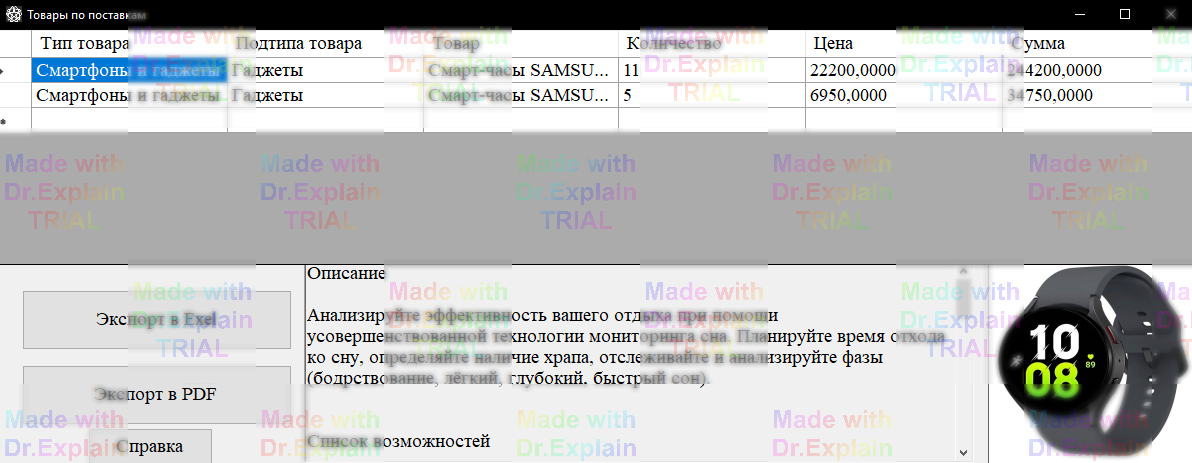 Товары по поставкам
Тип товара Подтипа товара Товар Количество Цена Сумма
Смартфоны и гаджеты Гаджеты Смарт-часы SAMSU... 11 22200,0000 244200,0000
Смартфоны и гаджеты Гаджеты Смарт-часы SAMSU... 5 6950,0000 34750,0000
Made with
Dr.Explain
TRIAL
Экспорт в Exel
Экспорт в PDF
Справка
Описание
Анализируйте эффективность вашего отдыха при помощи
усовершенствованной технологии мониторинга сна. Планируйте время отхода
ко сну, определяйте наличие храпа, отслеживайте и анализируйте фазы
(бодрствование, лёгкий, глубокий, быстрый сон).
Список возможностей
10
08
89